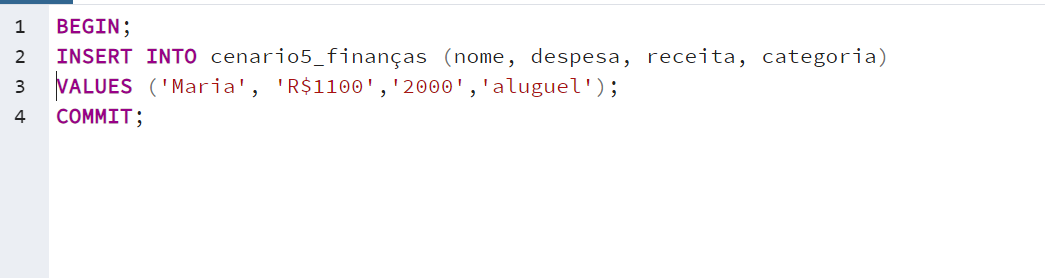 1 BEGIN;
2 INSERT INTO cenario5_finanças (nome, despesa, receita, categoria)
3 VALUES ('Maria', 'R$1100','2000','aluguel');
4 COMMIT;